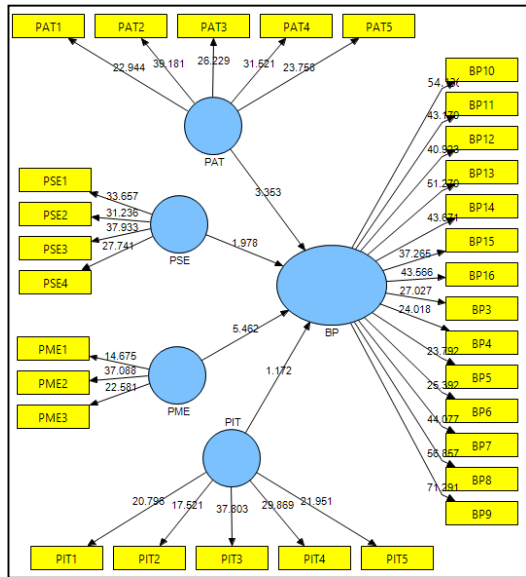 PAT1
PAT2
PAT3
PAT4
PAT5
22.944
39.181
26.229
31.521
23.758
PAT
3.353
PSE1
PSE2
PSE3
PSE4
33.657
31.236
37.933
27.741
PSE
1.978
PME1
PME2
PME3
14.675
37.088
22.581
PME
5.462
PIT
1.172
20.796
17.521
37.803
29.869
21.951
PIT1
PIT2
PIT3
PIT4
PIT5
BP
BP10
BP11
BP12
BP13
BP14
BP15
BP16
BP3
BP4
BP5
BP6
BP7
BP8
BP9
43.170
40.923
51.270
43.671
37.265
43.566
27.027
24.018
23.792
25.392
44.077
56.857
71.291